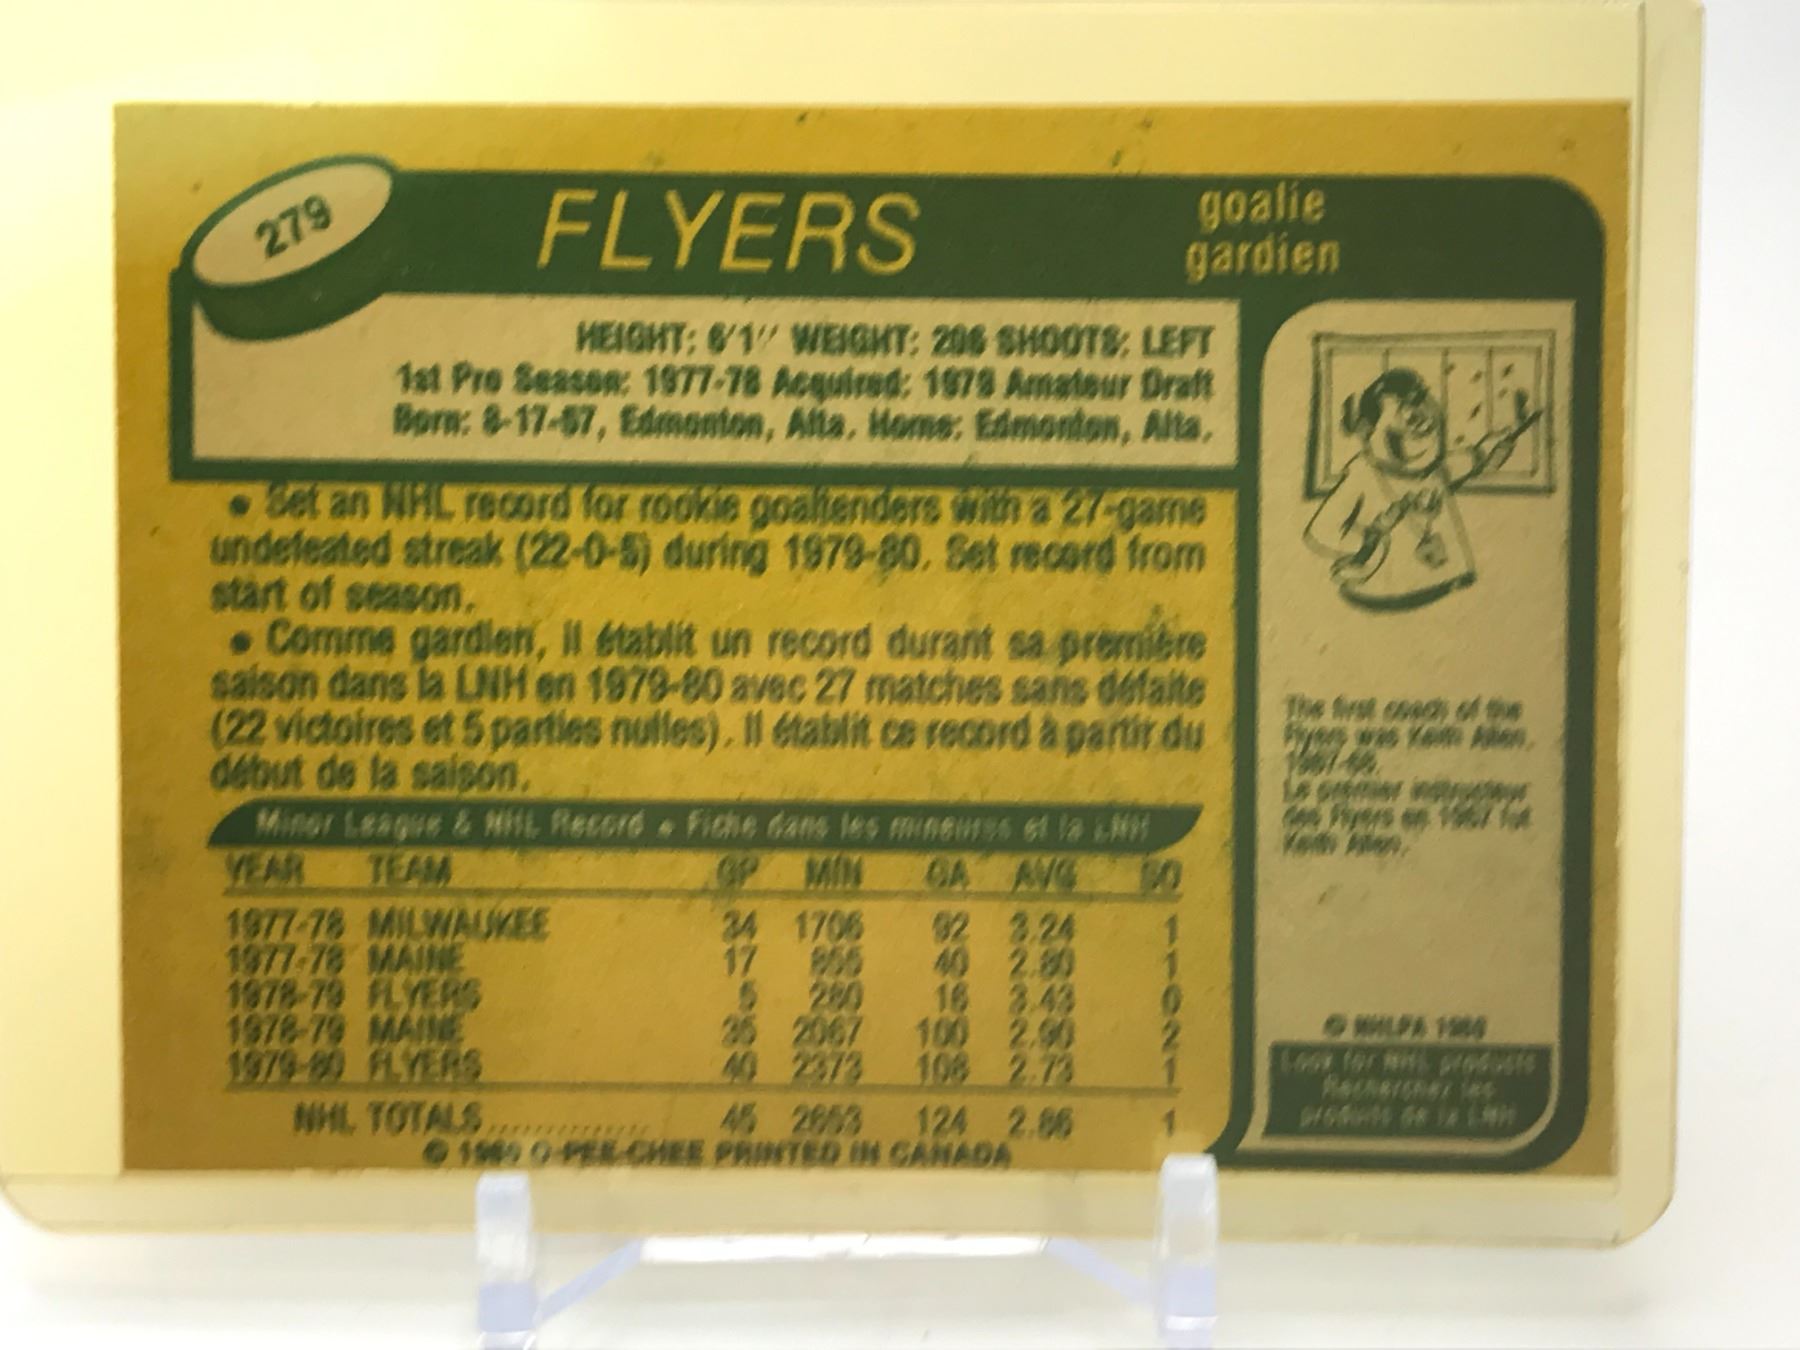 279
FLYERS
goalie
gardien
HEIGHT: 6'1" WEIGHT: 206 SHOOTS: LEFT
1st Pro Season: 1977-78 Acquired: 1979 Amateur Draft
Born: 8-17-57, Edmonton, Alta. Home: Edmonton, Alta.
• Set an NHL record for rookie goaltenders with a 27-game
undefeated streak (22-0-5) during 1979-80. Set record from
start of season.
• Comme gardien, il établit un record durant sa première
saison dans la LNH en 1979-80 avec 27 matches sans défaite
(22 victoires et 5 parties nulles). Il établit ce record à partir du
début de la saison.
Minor League & NHL Record • Fiche dans les mineures et la LNH
YEAR TEAM GP MIN GA AVG SO
1977-78 MILWAUKEE 34 1706 92 3.24 1
1977-78 MAINE 17 855 40 2.80 1
1978-79 FLYERS 5 280 16 3.43 0
1978-79 MAINE 35 2067 100 2.90 2
1979-80 FLYERS 40 2373 108 2.73 1
NHL TOTALS............... 45 2653 124 2.86 1
© 1980 O-PEE-CHEE PRINTED IN CANADA
The first coach of the
Flyers was Keith Allen,
1967-68.
Le premier instructeur
des Flyers en 1967 fut
Keith Allen.
© NHLPA 1980
Look for NHL products
Recherchez les
produits de la LNH